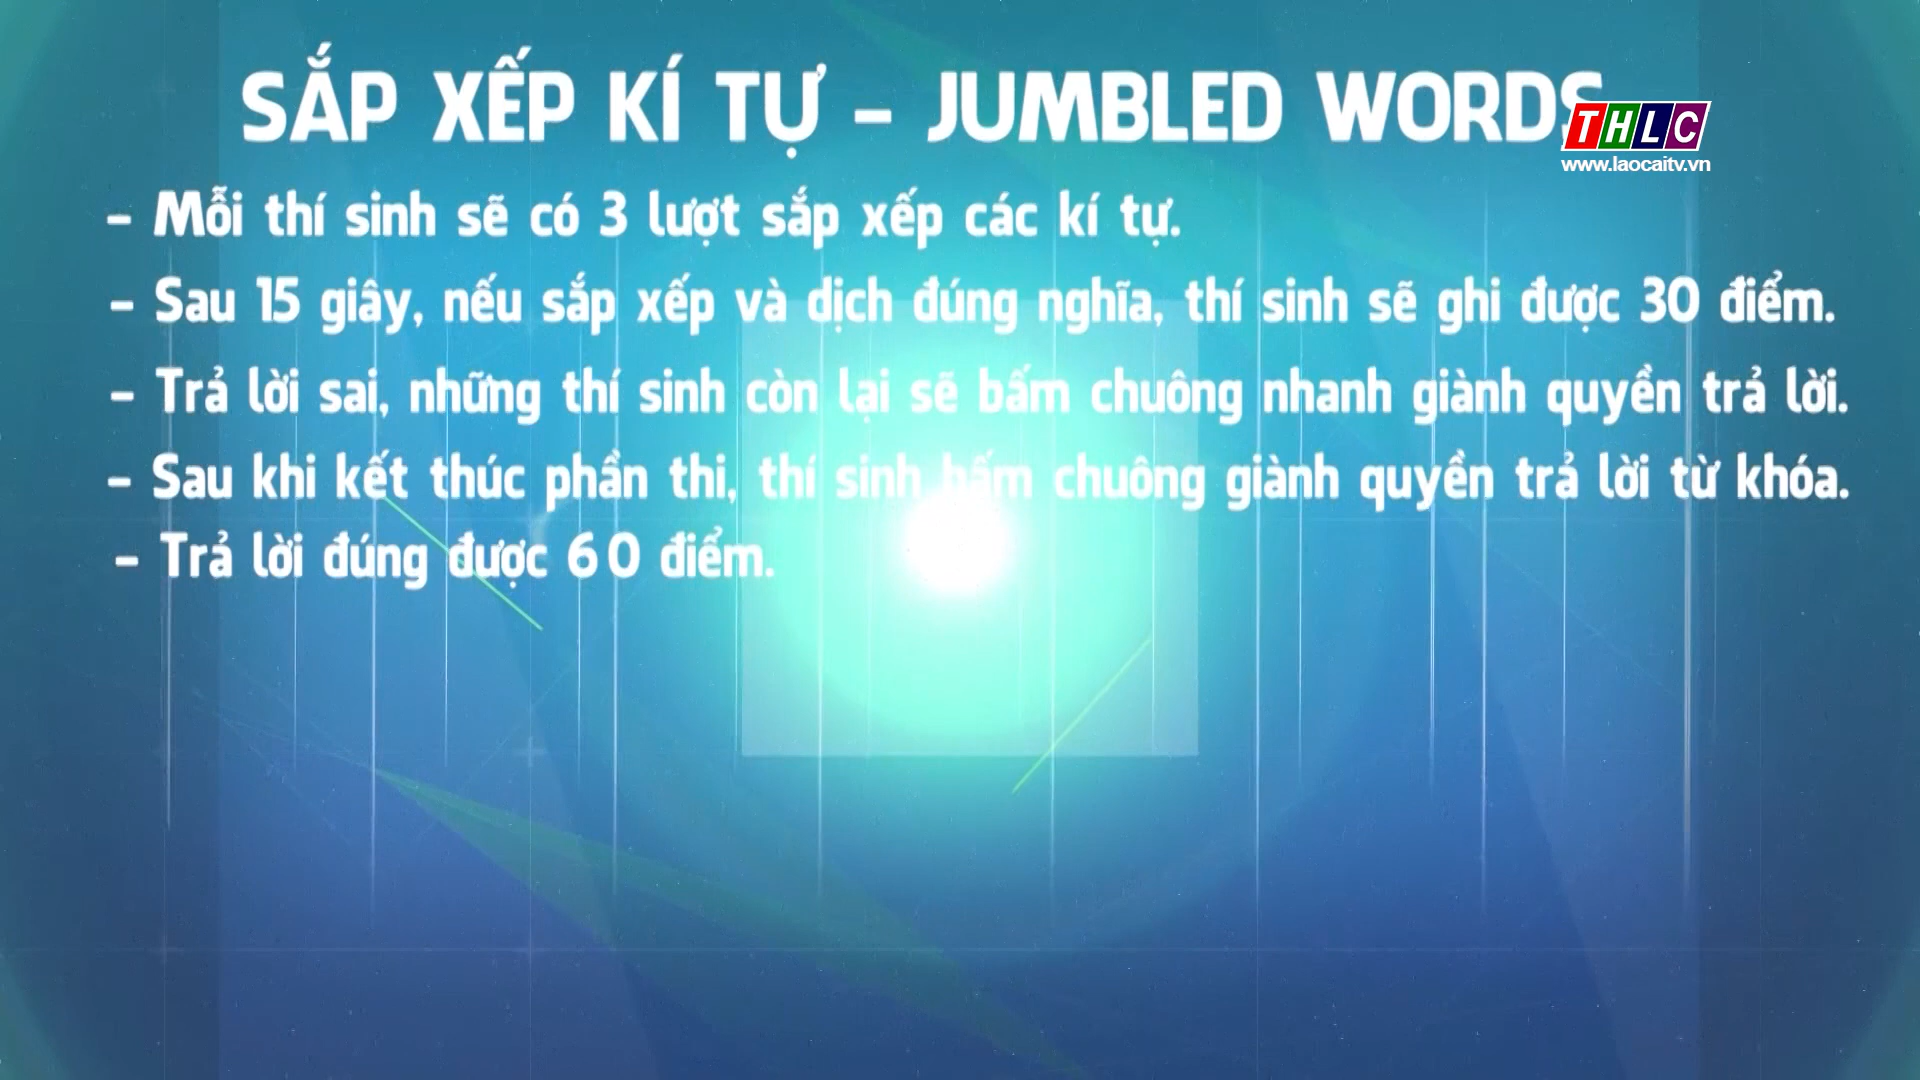 SẮP XẾP KÍ TỰ – JUMBLED WORDS
THLC
www.laocaitv.vn
– Mỗi thí sinh sẽ có 3 lượt sắp xếp các kí tự.
– Sau 15 giây, nếu sắp xếp và dịch đúng nghĩa, thí sinh sẽ ghi được 30 điểm.
– Trả lời sai, những thí sinh còn lại sẽ bấm chuông nhanh giành quyền trả lời.
– Sau khi kết thúc phần thi, thí sinh bấm chuông giành quyền trả lời từ khóa.
– Trả lời đúng được 60 điểm.